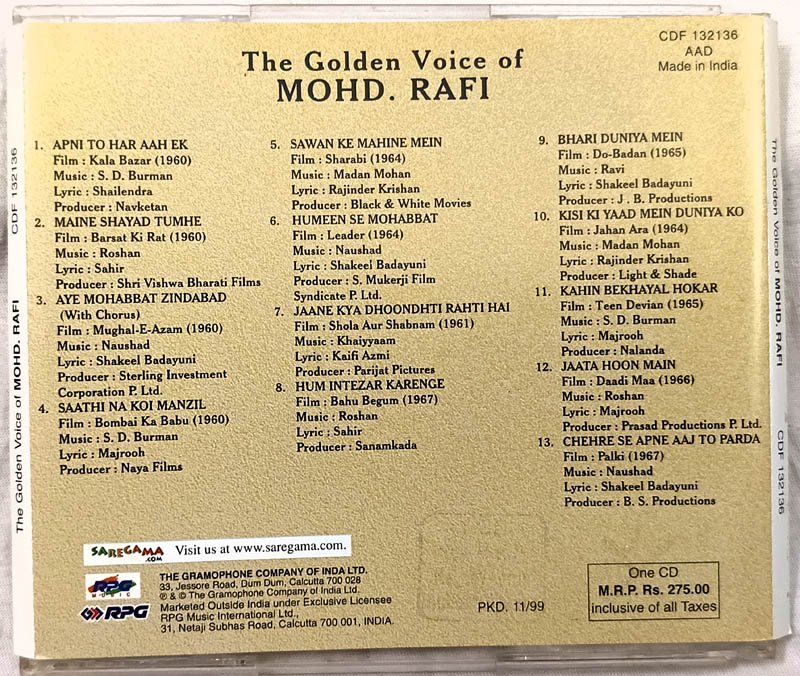 The Golden Voice of
MOHD. RAFI
CDF 132136
AAD
Made in India
1. APNI TO HAR AAH EK
Film : Kala Bazar (1960)
Music : S. D. Burman
Lyric : Shailendra
Producer : Navketan
2. MAINE SHAYAD TUMHE
Film : Barsat Ki Rat (1960)
Music : Roshan
Lyric : Sahir
Producer : Shri Vishwa Bharati Films
3. AYE MOHABBAT ZINDABAD
(With Chorus)
Film : Mughal-E-Azam (1960)
Music : Naushad
Lyric : Shakeel Badayuni
Producer : Sterling Investment
Corporation P. Ltd.
4. SAATHI NA KOI MANZIL
Film : Bombai Ka Babu (1960)
Music : S. D. Burman
Lyric : Majrooh
Producer : Naya Films
5. SAWAN KE MAHINE MEIN
Film : Sharabi (1964)
Music : Madan Mohan
Lyric : Rajinder Krishan
Producer : Black & White Movies
6. HUMEEN SE MOHABBAT
Film : Leader (1964)
Music : Naushad
Lyric : Shakeel Badayuni
Producer : S. Mukerji Film
Syndicate P. Ltd.
7. JAANE KYA DHOONDHTI RAHTI HAI
Film : Shola Aur Shabnam (1961)
Music : Khaiyyaam
Lyric : Kaifi Azmi
Producer : Parijat Pictures
8. HUM INTEZAR KARENGE
Film : Bahu Begum (1967)
Music : Roshan
Lyric : Sahir
Producer : Sanamkada
9. BHARI DUNIYA MEIN
Film : Do-Badan (1965)
Music : Ravi
Lyric : Shakeel Badayuni
Producer : J . B. Productions
10. KISI KI YAAD MEIN DUNIYA KO
Film : Jahan Ara (1964)
Music : Madan Mohan
Lyric : Rajinder Krishan
Producer : Light & Shade
11. KAHIN BEKHAYAL HOKAR
Film : Teen Devian (1965)
Music : S. D. Burman
Lyric : Majrooh
Producer : Nalanda
12. JAATA HOON MAIN
Film : Daadi Maa (1966)
Music : Roshan
Lyric : Majrooh
Producer : Prasad Productions P. Ltd.
13. CHEHRE SE APNE AAJ TO PARDA
Film : Palki (1967)
Music : Naushad
Lyric : Shakeel Badayuni
Producer : B. S. Productions
SAREGAMA.COM Visit us at www.saregama.com.
RPG MUSIC
RPG
THE GRAMOPHONE COMPANY OF INDA LTD.
33, Jessore Road, Dum Dum, Calcutta 700 028
℗ & © The Gramophone Company of India Ltd.
Marketed Outside India under Exclusive Licensee
RPG Music International Ltd.,
31, Netaji Subhas Road, Calcutta 700 001, INDIA.
PKD. 11/99
One CD
M.R.P. Rs. 275.00
inclusive of all Taxes
The Golden Voice of MOHD. RAFI CDF 132136
The Golden Voice of MOHD. RAFI CDF 132136